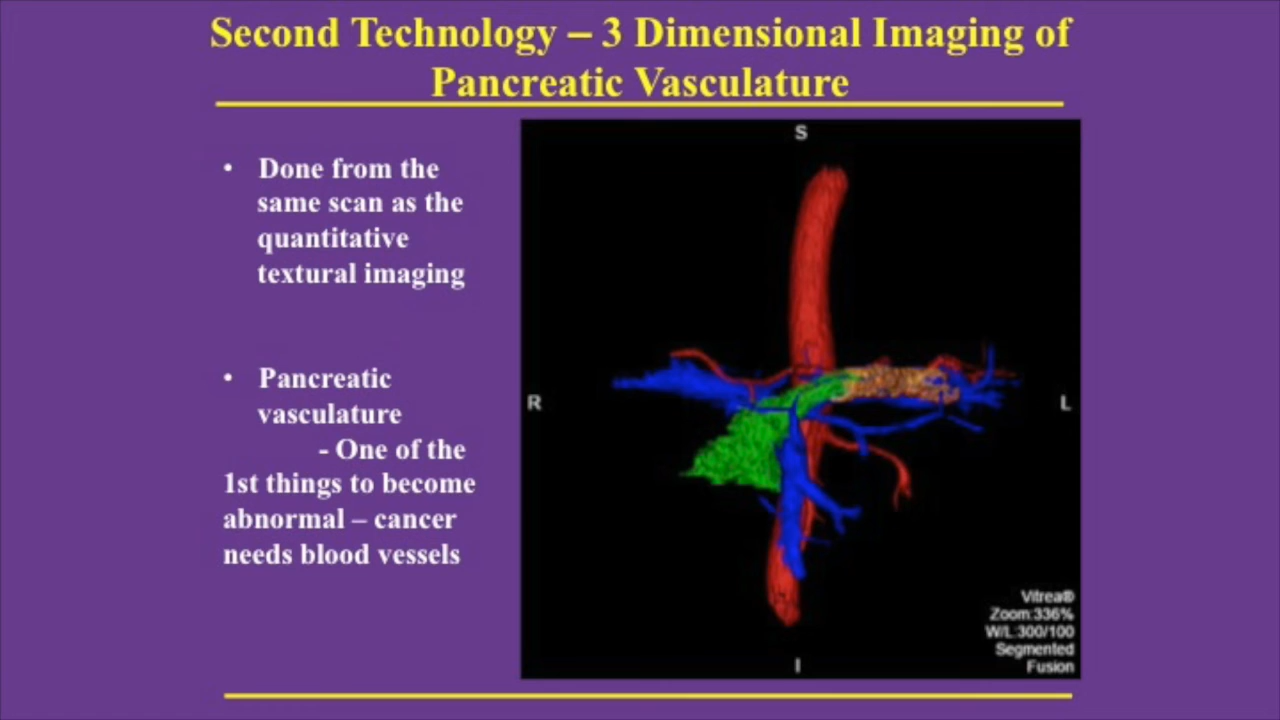 Second Technology – 3 Dimensional Imaging of
Pancreatic Vasculature
• Done from the
same scan as the
quantitative
textural imaging
• Pancreatic
vasculature
- One of the
1st things to become
abnormal – cancer
needs blood vessels
S
R
L
I
Vitrea®
Zoom:336%
W/L:300/100
Segmented
Fusion